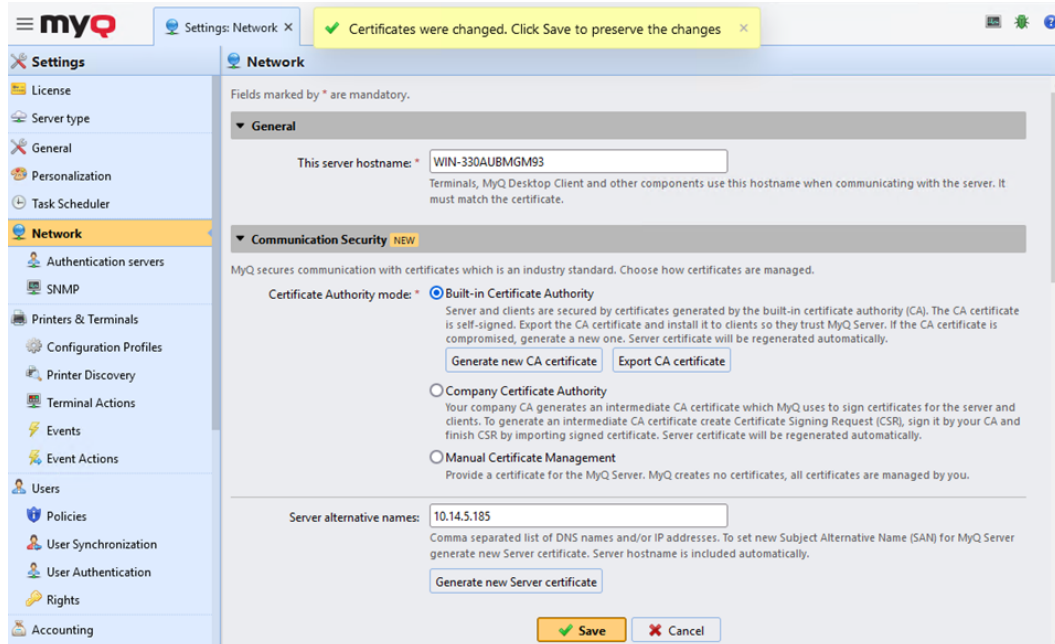 myQ
Settings: Network
Certificates were changed. Click Save to preserve the changes
Settings
License
Server type
General
Personalization
Task Scheduler
Network
Authentication servers
SNMP
Printers & Terminals
Configuration Profiles
Printer Discovery
Terminal Actions
Events
Event Actions
Users
Policies
User Synchronization
User Authentication
Rights
Accounting
Network
Fields marked by * are mandatory.
General
This server hostname: * WIN-330AUBMGM93
Terminals, MyQ Desktop Client and other components use this hostname when communicating with the server. It
must match the certificate.
Communication Security NEW
MyQ secures communication with certificates which is an industry standard. Choose how certificates are managed.
Certificate Authority mode: * Built-in Certificate Authority
Server and clients are secured by certificates generated by the built-in certificate authority (CA). The CA certificate
is self-signed. Export the CA certificate and install it to clients so they trust MyQ Server. If the CA certificate is
compromised, generate a new one. Server certificate will be regenerated automatically.
Generate new CA certificate Export CA certificate
Company Certificate Authority
Your company CA generates an intermediate CA certificate which MyQ uses to sign certificates for the server and
clients. To generate an intermediate CA certificate create Certificate Signing Request (CSR), sign it by your CA and
finish CSR by importing signed certificate. Server certificate will be regenerated automatically.
Manual Certificate Management
Provide a certificate for the MyQ Server. MyQ creates no certificates, all certificates are managed by you.
Server alternative names: 10.14.5.185
Comma separated list of DNS names and/or IP addresses. To set new Subject Alternative Name (SAN) for MyQ Server
generate new Server certificate. Server hostname is included automatically.
Generate new Server certificate
Save Cancel